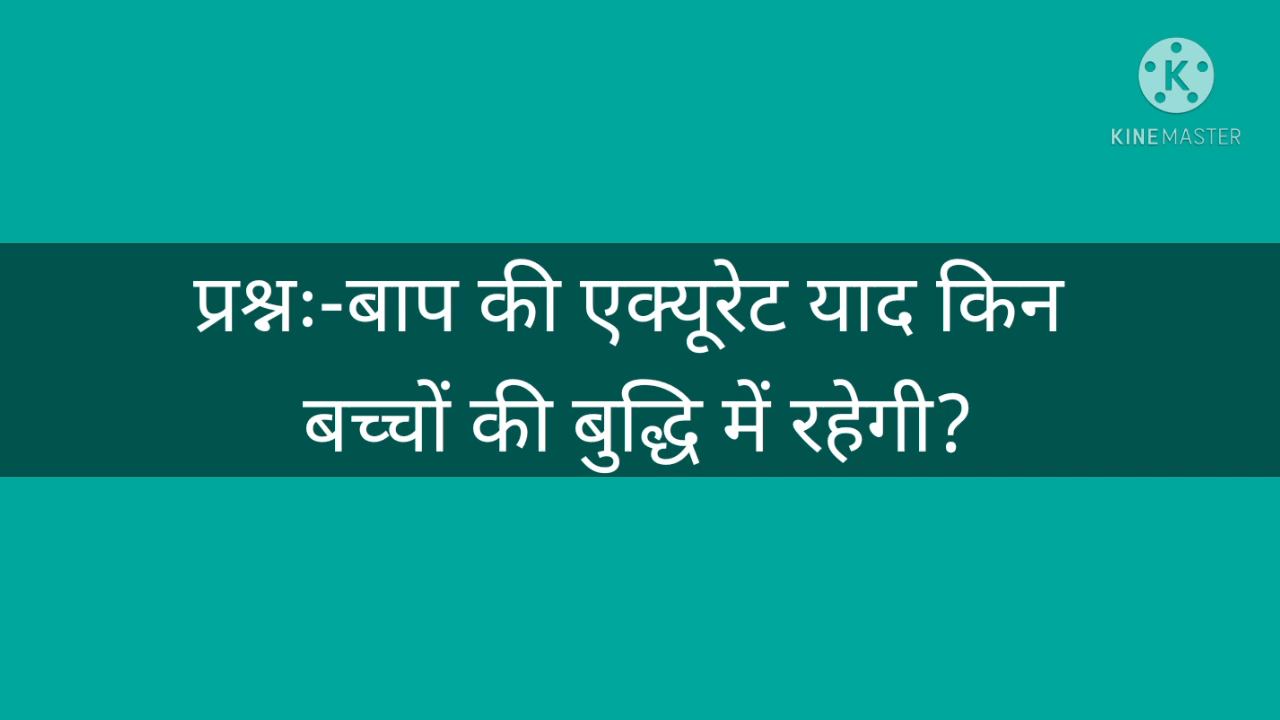 KINEMASTER
प्रश्नः-बाप की एक्यूरेट याद किन
बच्चों की बुद्धि में रहेगी?